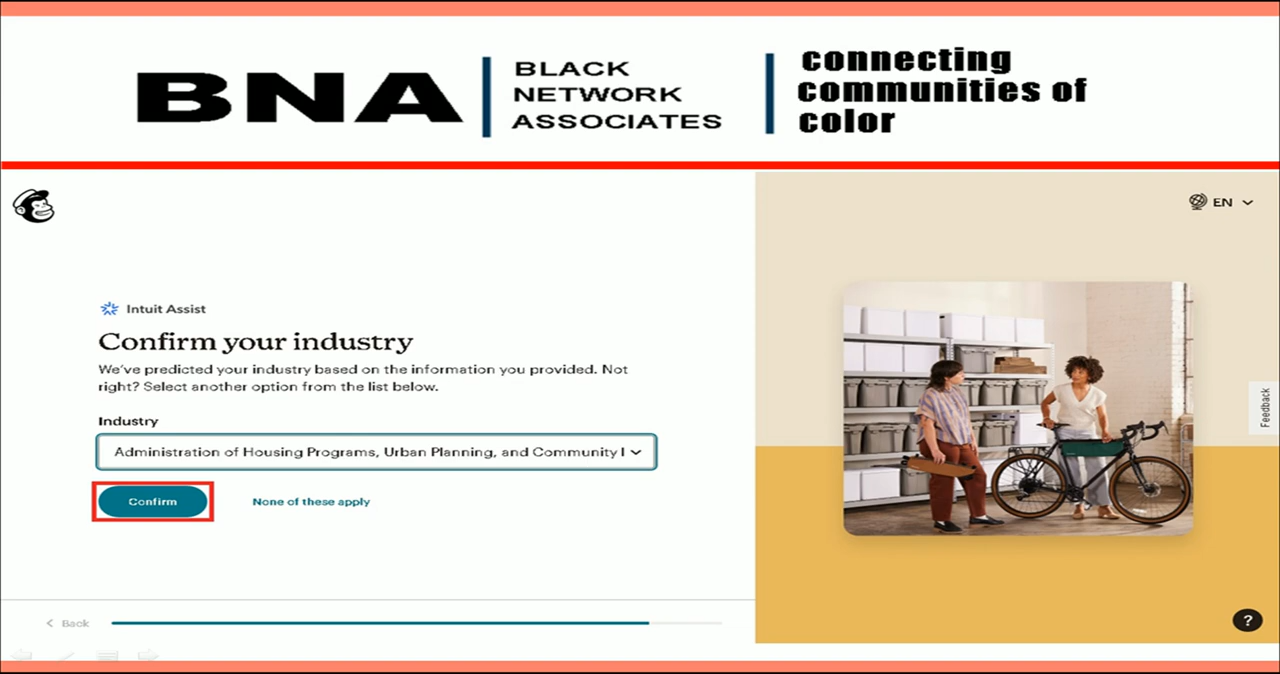 BNA
BLACK
NETWORK
ASSOCIATES
connecting
communities of
color
EN
Intuit Assist
Confirm your industry
We've predicted your industry based on the information you provided. Not
right? Select another option from the list below.
Industry
Administration of Housing Programs, Urban Planning, and Community
Confirm
None of these apply
Feedback
Back
?